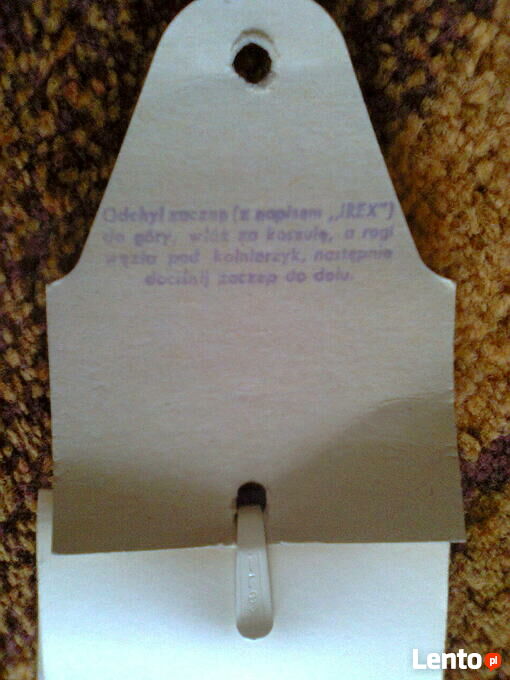 Odchyl zaczep (z napisem „IREX")
do góry, włóż za koszulę, a rogi
węzła pod kołnierzyk, następnie
dociśnij zaczep do dołu.
Lento.pl